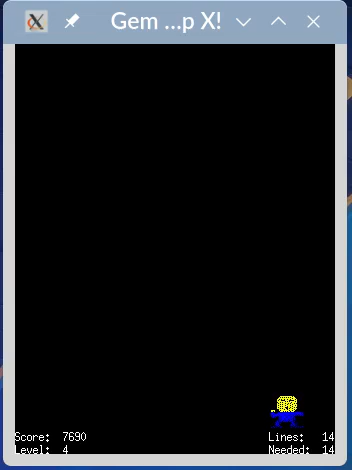 Gem ...p X!
Score: 7690
Lines: 14
Level: 4
Needed: 14